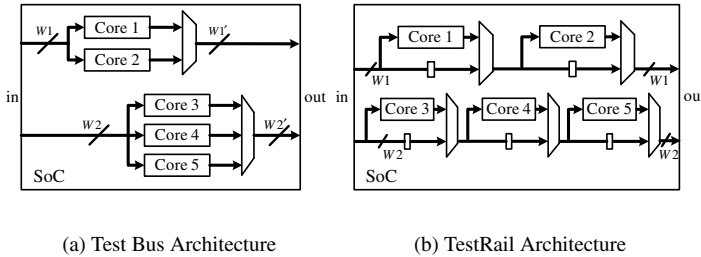 W1
Core 1
Core 2
W1'
in
out
W2
Core 3
Core 4
Core 5
W2'
SoC
(a) Test Bus Architecture
Core 1
Core 2
W1
W1
in
ou
Core 3
Core 4
Core 5
W2
W2
SoC
(b) TestRail Architecture